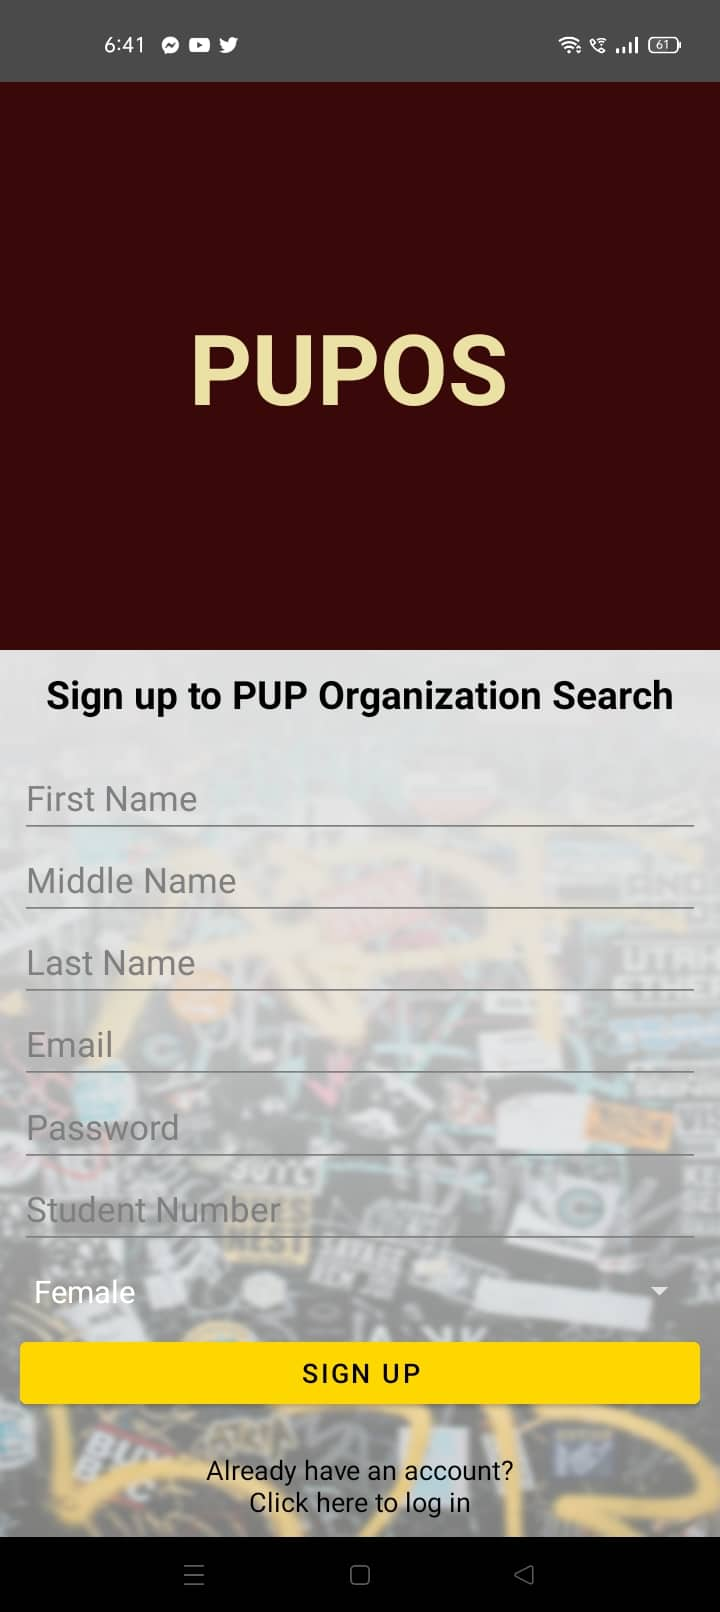 6:41
61
PUPOS
Sign up to PUP Organization Search
First Name
Middle Name
Last Name
Email
Password
Student Number
Female
SIGN UP
Already have an account?
Click here to log in